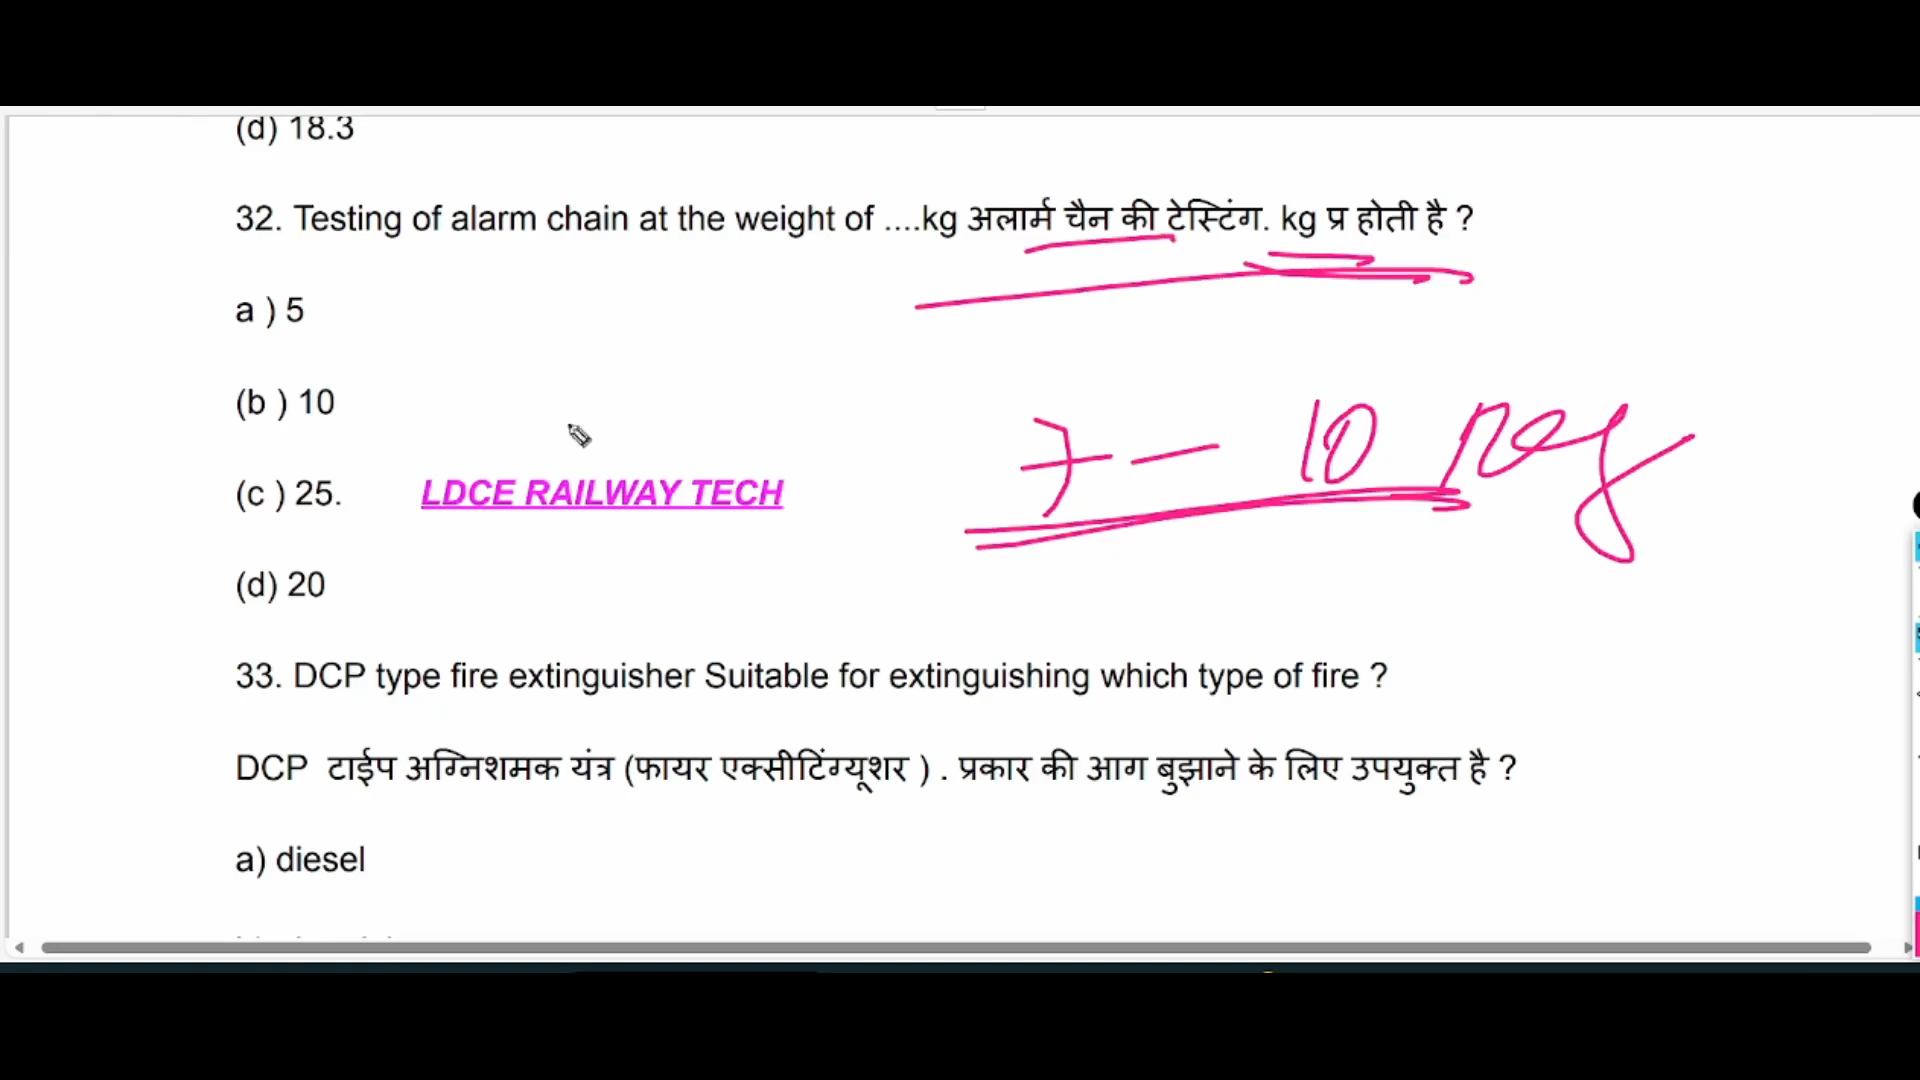 (d) 18.3
32. Testing of alarm chain at the weight of ....kg अलार्म चैन की टेस्टिंग. kg प्र होती है ?
a ) 5
(b ) 10
7 - 10 Kg
(c ) 25. LDCE RAILWAY TECH
(d) 20
33. DCP type fire extinguisher Suitable for extinguishing which type of fire ?
DCP टाईप अग्निशमक यंत्र (फायर एक्सीटिंग्यूशर ) . प्रकार की आग बुझाने के लिए उपयुक्त है ?
a) diesel